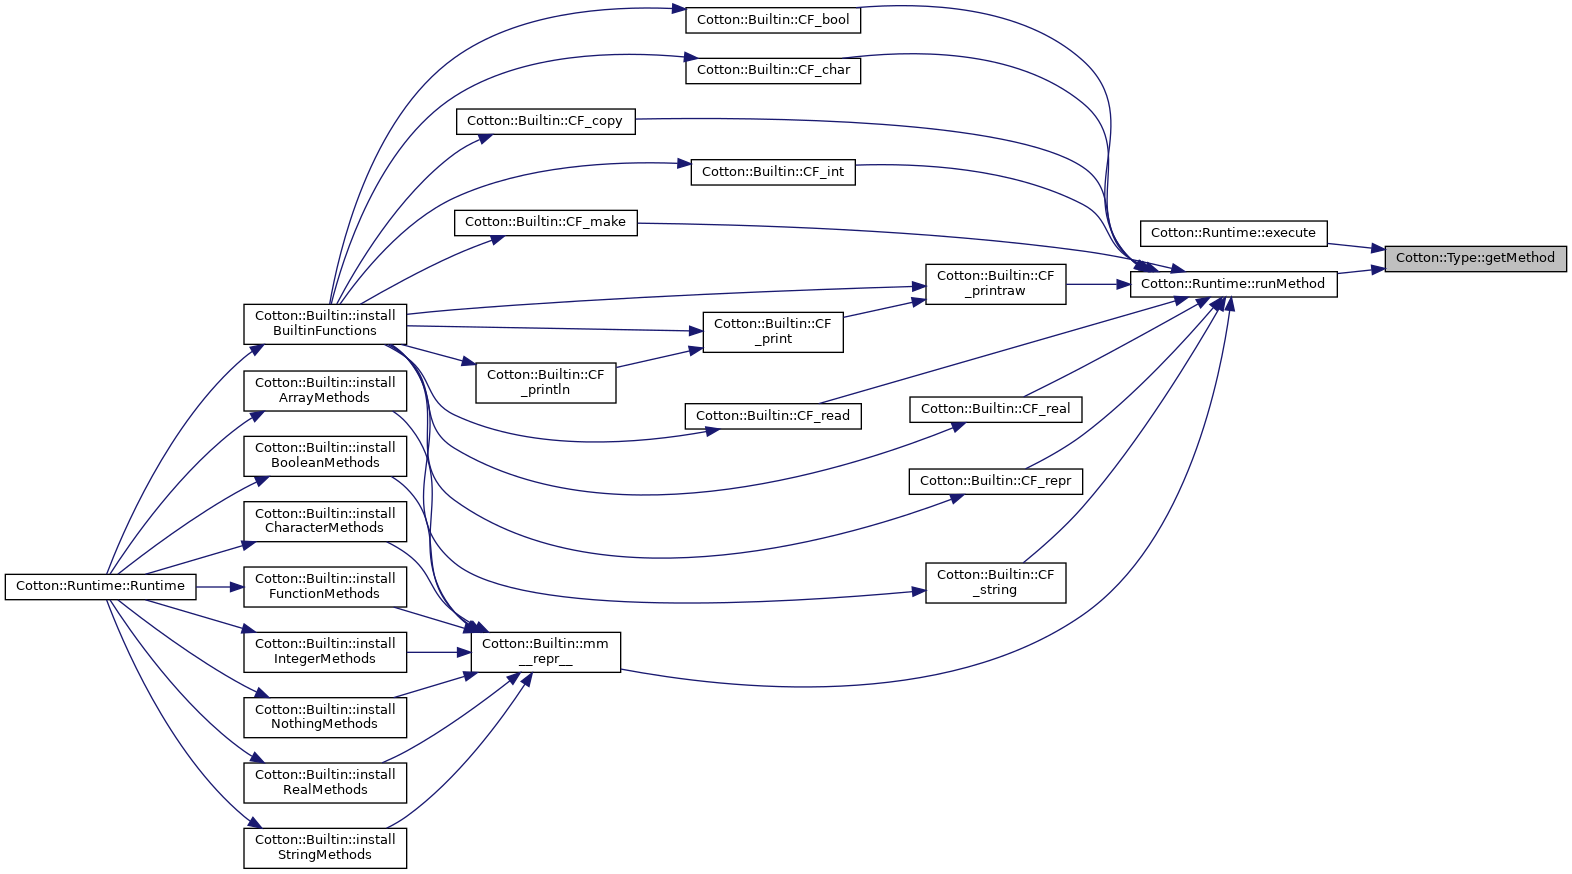 Cotton::Builtin::CF_bool
Cotton::Builtin::CF_char
Cotton::Builtin::CF_copy
Cotton::Builtin::CF_int
Cotton::Builtin::CF_make
Cotton::Runtime::execute
Cotton::Type::getMethod
Cotton::Runtime::runMethod
Cotton::Builtin::CF
_printraw
Cotton::Builtin::install
BuiltinFunctions
Cotton::Builtin::CF
_print
Cotton::Builtin::CF
_println
Cotton::Builtin::install
ArrayMethods
Cotton::Builtin::CF_read
Cotton::Builtin::CF_real
Cotton::Builtin::install
BooleanMethods
Cotton::Builtin::CF_repr
Cotton::Builtin::install
CharacterMethods
Cotton::Runtime::Runtime
Cotton::Builtin::install
FunctionMethods
Cotton::Builtin::CF
_string
Cotton::Builtin::install
IntegerMethods
Cotton::Builtin::mm
__repr__
Cotton::Builtin::install
NothingMethods
Cotton::Builtin::install
RealMethods
Cotton::Builtin::install
StringMethods